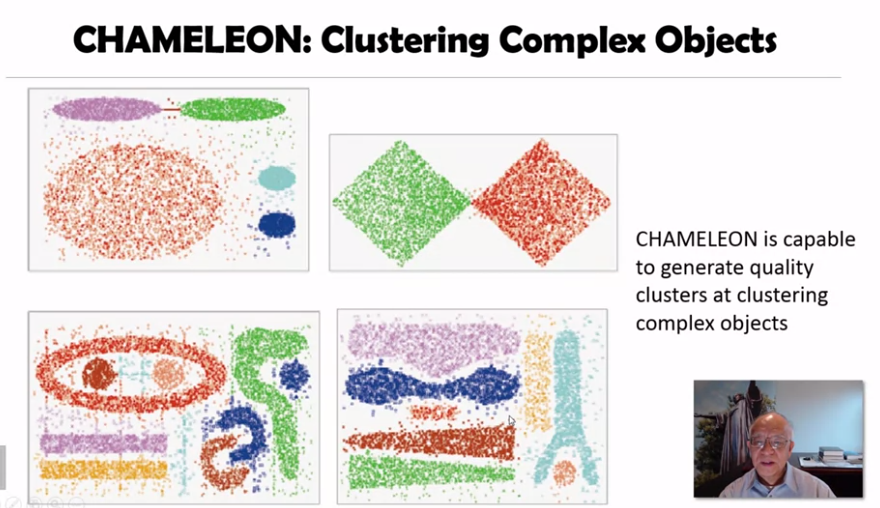 CHAMELEON: Clustering Complex Objects
CHAMELEON is capable
to generate quality
clusters at clustering
complex objects